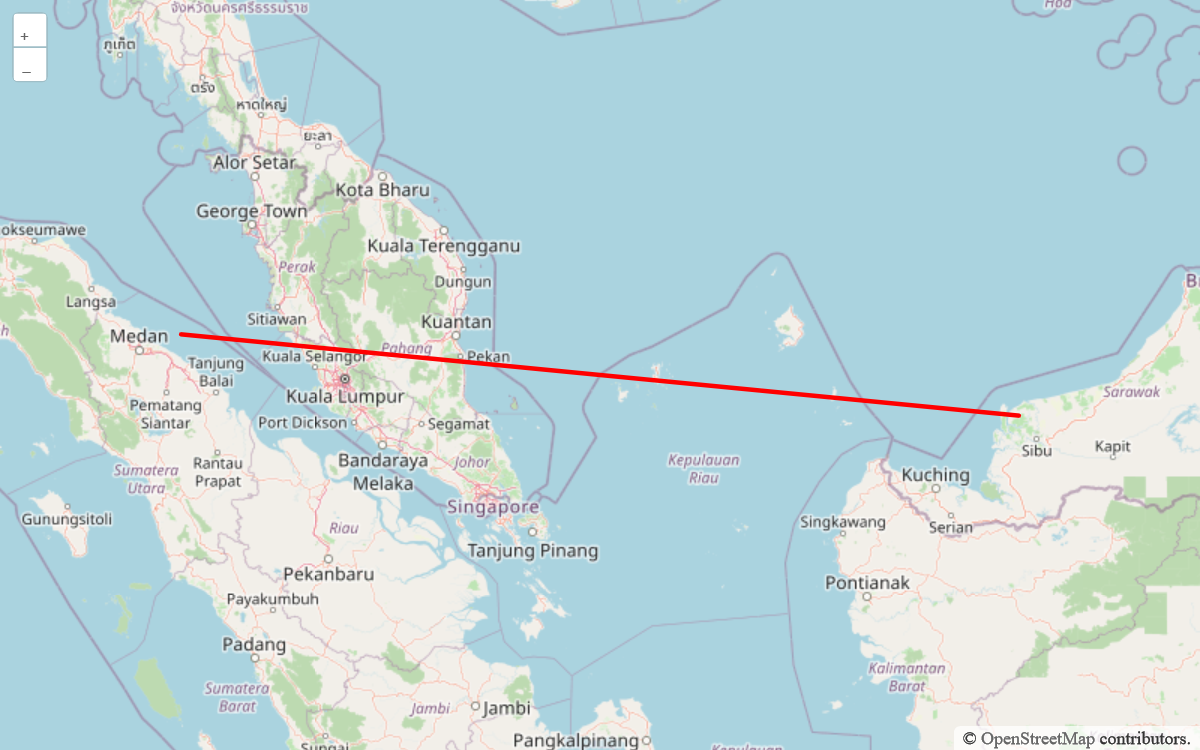 จังหวัดนครศรีธรรมราช
+
–
ภูเก็ต
ตรัง
หาดใหญ่
ยะลา
Alor Setar
Kota Bharu
George Town
okseumawe
Kuala Terengganu
Perak
Dungun
Langsa
Sitiawan
Kuantan
Medan
Pahang
Kuala Selangor
Pekan
Tanjung
Balai
Kuala Lumpur
Pematang
Siantar
Port Dickson
Segamat
Sarawak
Sibu
Kapit
Bandaraya
Melaka
Johor
Kepulauan
Riau
Sumatera
Utara
Rantau
Prapat
Kuching
Singapore
Gunungsitoli
Riau
Singkawang
Serian
Tanjung Pinang
Pekanbaru
Pontianak
Payakumbuh
Padang
Kalimantan
Barat
Sumatera
Barat
Jambi
Jambi
Pangkalpinang
© OpenStreetMap contributors.